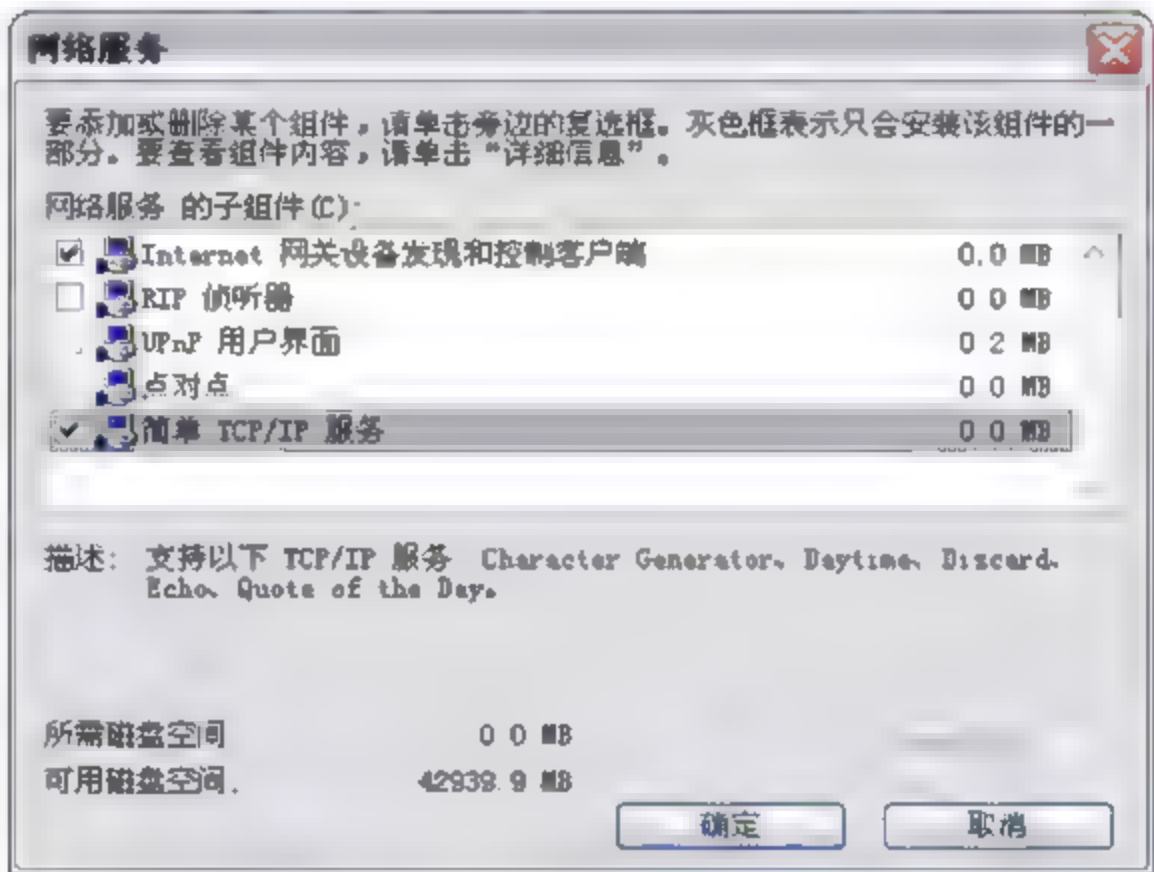 网络服务
要添加或删除某个组件，请单击旁边的复选框。灰色框表示只会安装该组件的一
部分。要查看组件内容，请单击“详细信息”。
网络服务 的子组件(C):
Internet 网关设备发现和控制客户端 0.0 MB
RIP 侦听器 0.0 MB
UPnP 用户界面 0.2 MB
点对点 0.0 MB
简单 TCP/IP 服务 0.0 MB
描述: 支持以下 TCP/IP 服务 Character Generator、Daytime、Discard、
Echo、Quote of the Day。
所需磁盘空间 0.0 MB
可用磁盘空间: 42939.9 MB
确定 取消